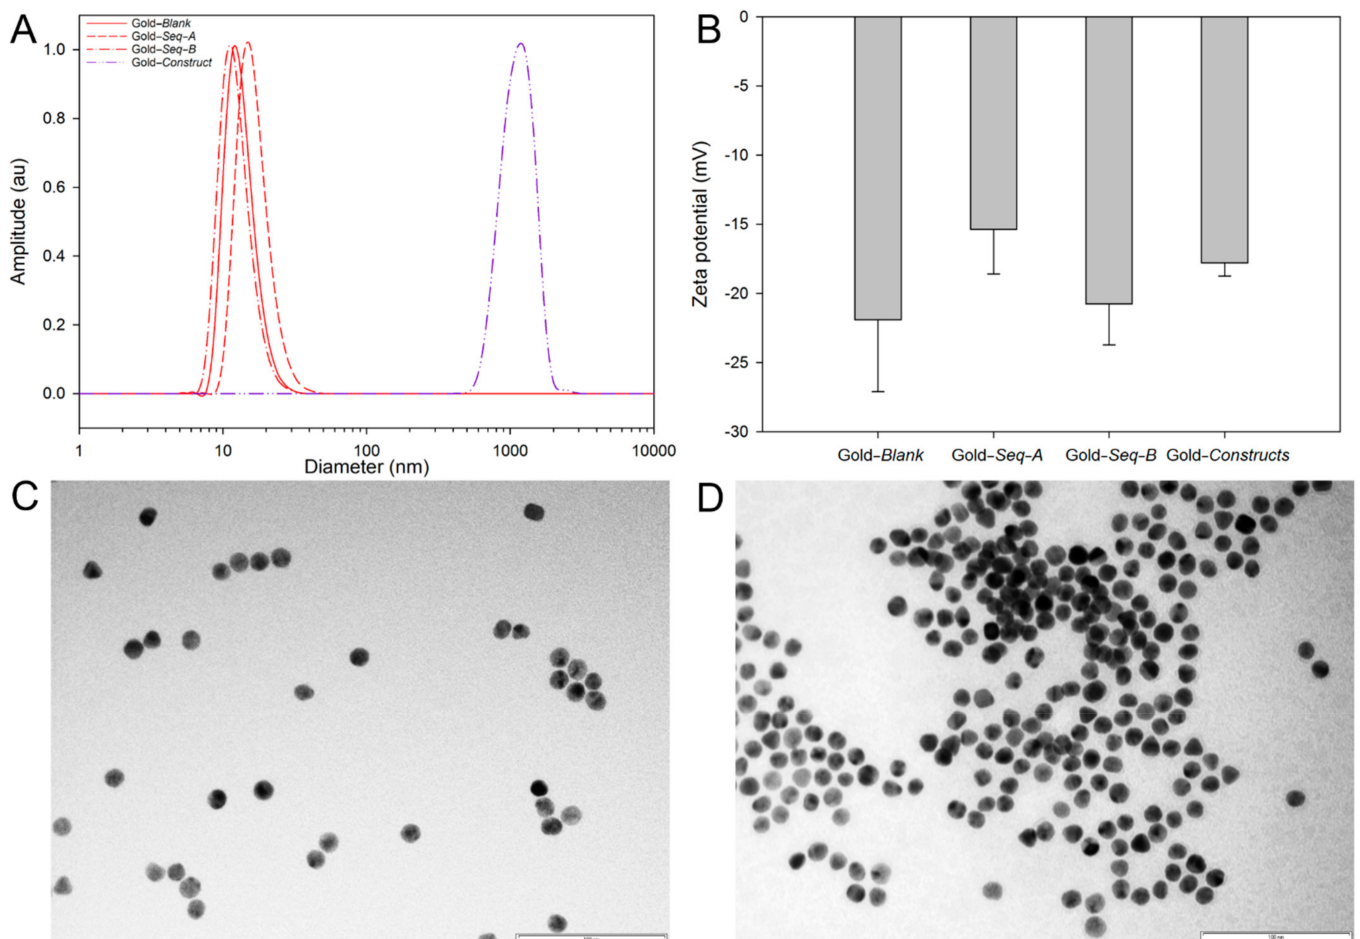 A
Gold–Blank
Gold–Seq–A
Gold–Seq–B
Gold–Construct
1.0
0.8
0.6
0.4
0.2
0.0
Amplitude (au)
1 10 100 1000 10000
Diameter (nm)
B
0
-5
-10
-15
-20
-25
-30
Zeta potential (mV)
Gold–Blank Gold–Seq-A Gold–Seq-B Gold–Constructs
C
D
100 nm